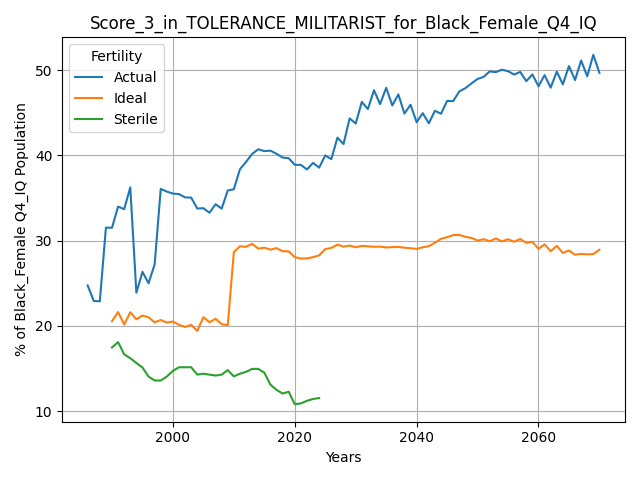 Score_3_in_TOLERANCE_MILITARIST_for_Black_Female_Q4_IQ
Fertility
Actual
Ideal
Sterile
% of Black_Female Q4_IQ Population
50
40
30
20
10
2000
2020
2040
2060
Years